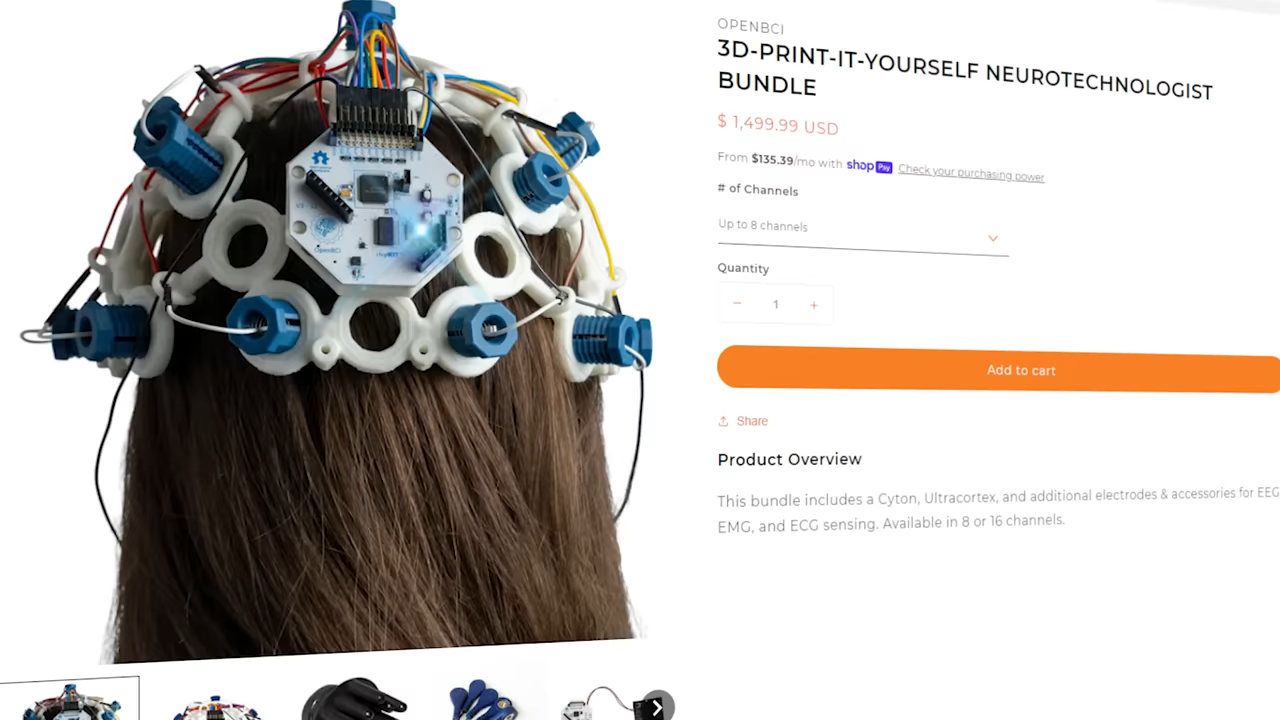 OPENBCI
3D-PRINT-IT-YOURSELF NEUROTECHNOLOGIST
BUNDLE
$ 1,499.99 USD
From $135.39/mo with shop Pay Check your purchasing power
# of Channels
Up to 8 channels
Quantity
− 1 +
Add to cart
Share
Product Overview
This bundle includes a Cyton, Ultracortex, and additional electrodes & accessories for EEG
EMG, and ECG sensing. Available in 8 or 16 channels.
OpenBCI